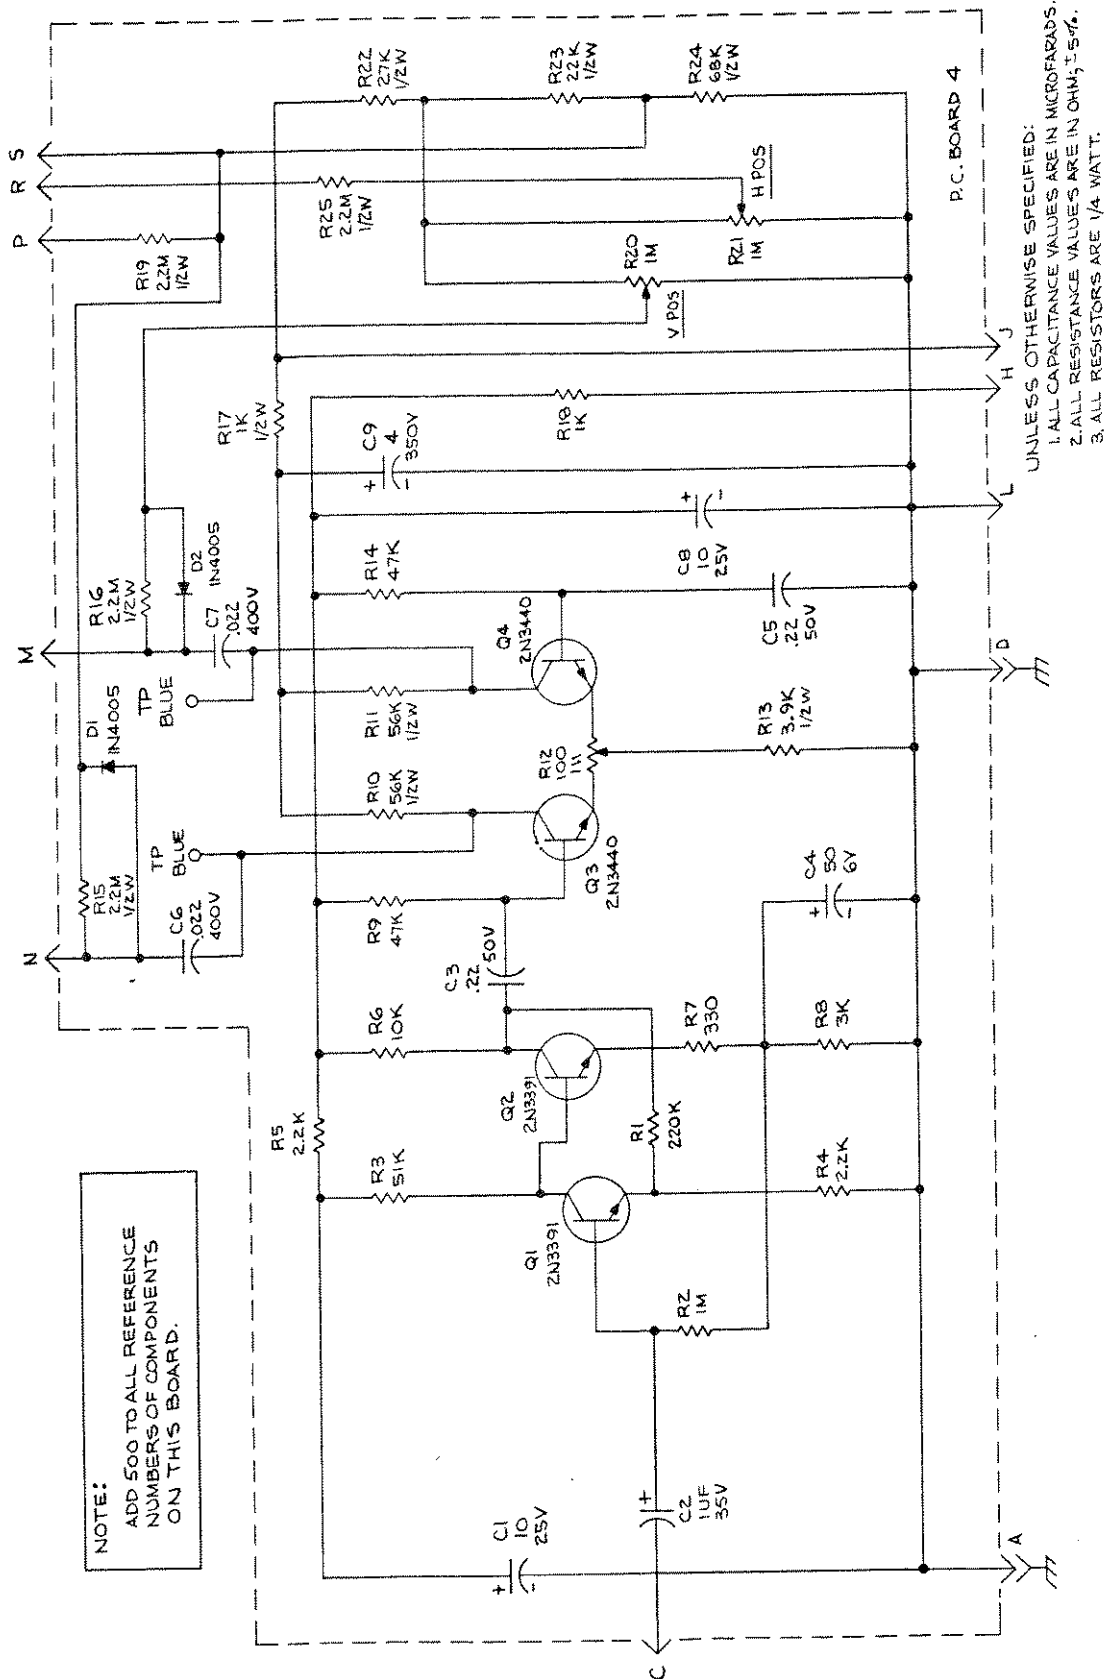 NOTE:
ADD 500 TO ALL REFERENCE
NUMBERS OF COMPONENTS
ON THIS BOARD.
N
M
P
R
S
R15
2.2M
1/2W
D1
IN4005
C6
.022
400V
TP
BLUE
TP
BLUE
R16
2.2M
1/2W
D2
IN4005
C7
.022
400V
R19
2.2M
1/2W
R25
2.2M
1/2W
R17
1K
1/2W
R22
27K
1/2W
R23
22K
1/2W
R24
68K
1/2W
R5
2.2K
R3
51K
R6
10K
R9
47K
R10
56K
1/2W
R11
56K
1/2W
R14
47K
C9
4
350V
+
-
C1
10
25V
+
-
C2
1UF
35V
+
Q1
2N3391
Q2
2N3391
C3
.22
50V
Q3
2N3440
Q4
2N3440
R12
100
R20
1M
V POS
R21
1M
H POS
R2
1M
R1
220K
R7
330
R4
2.2K
R8
3K
C4
50
6V
+
-
R13
3.9K
1/2W
C5
.22
50V
C8
10
25V
+
-
R18
1K
C
A
D
L
H
J
P.C. BOARD 4
UNLESS OTHERWISE SPECIFIED:
1. ALL CAPACITANCE VALUES ARE IN MICROFARADS.
2. ALL RESISTANCE VALUES ARE IN OHM; ±5%.
3. ALL RESISTORS ARE 1/4 WATT.